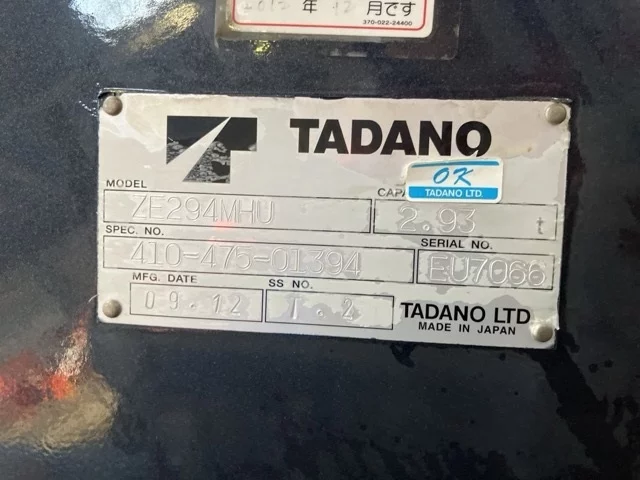 年 12 月です
370-022-24400
TADANO
OK
TADANO LTD.
MODEL
ZE294MHU
2.93 t
SPEC. NO.
410-475-01394
SERIAL NO.
EU7066
MFG. DATE
09.12
SS NO.
1.2
TADANO LTD
MADE IN JAPAN